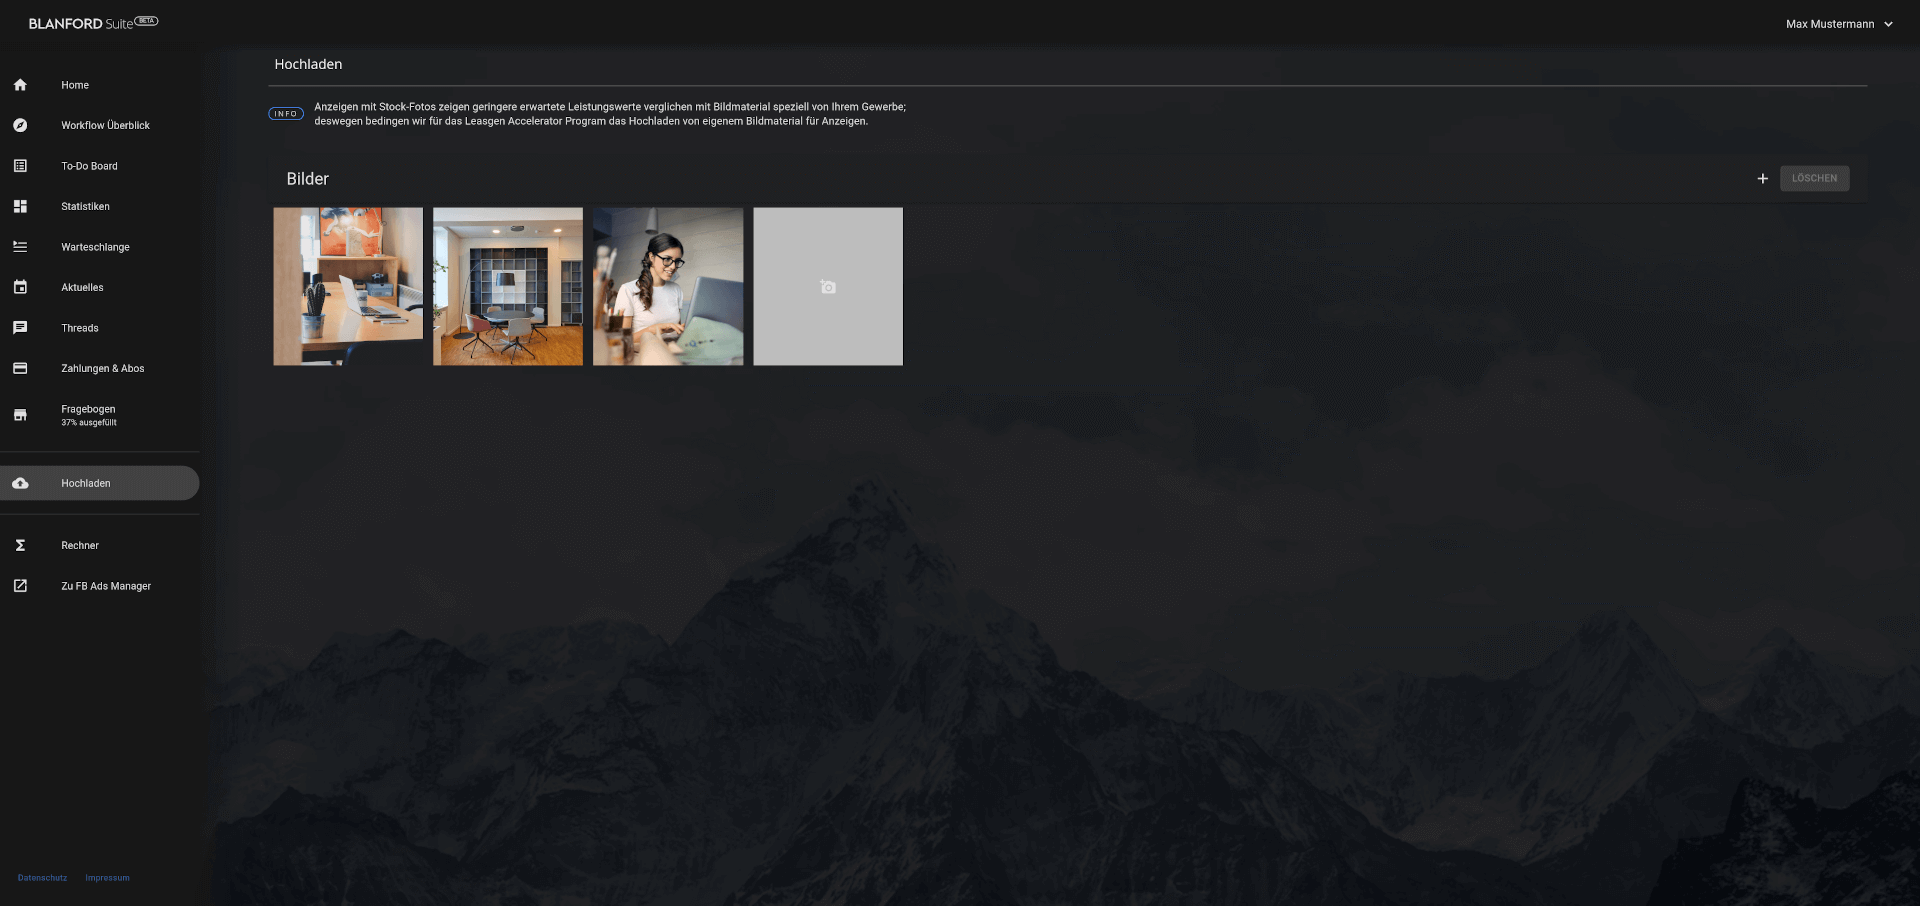 BLANFORD Suite BETA
Max Mustermann
Home
Workflow Überblick
To-Do Board
Statistiken
Warteschlange
Aktuelles
Threads
Zahlungen & Abos
Fragebogen
37% ausgefüllt
Hochladen
Rechner
Zu FB Ads Manager
Datenschutz Impressum
Hochladen
INFO
Anzeigen mit Stock-Fotos zeigen geringere erwartete Leistungswerte verglichen mit Bildmaterial speziell von Ihrem Gewerbe;
deswegen bedingen wir für das Leasgen Accelerator Program das Hochladen von eigenem Bildmaterial für Anzeigen.
Bilder
LÖSCHEN